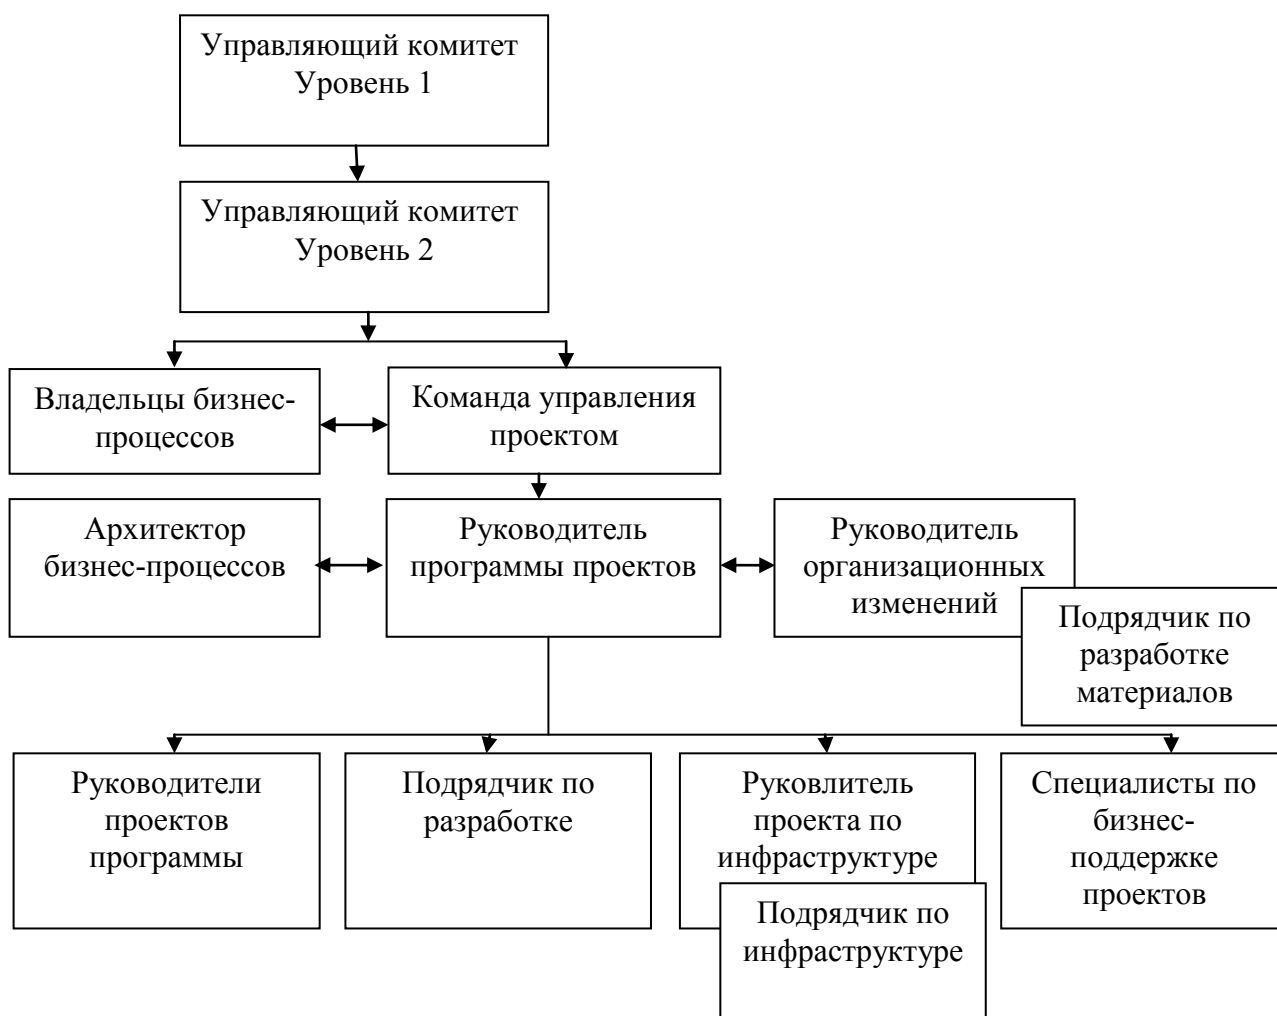 Управляющий комитет
Уровень 1
Управляющий комитет
Уровень 2
Владельцы бизнес-
процессов
Команда управления
проектом
Архитектор
бизнес-процессов
Руководитель
программы проектов
Руководитель
организационных
изменений
Подрядчик по
разработке
материалов
Руководители
проектов
программы
Подрядчик по
разработке
Руковлитель
проекта по
инфраструктуре
Подрядчик по
инфраструктуре
Специалисты по
бизнес-
поддержке
проектов